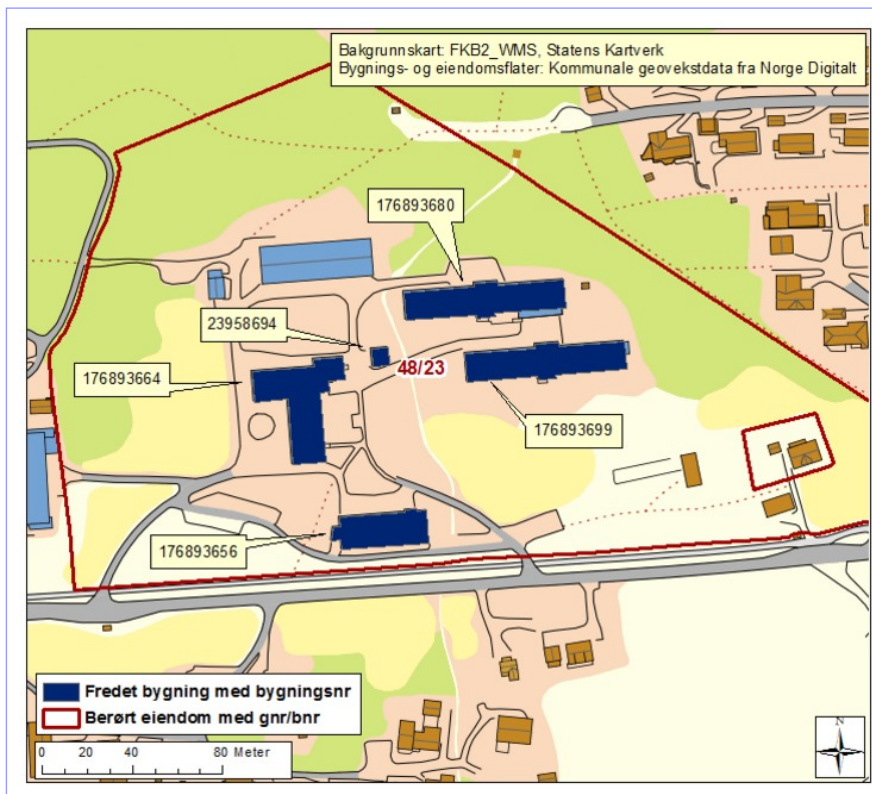 Bakgrunnskart: FKB2_WMS, Statens Kartverk
Bygnings- og eiendomsflater: Kommunale geovekstdata fra Norge Digitalt
176893680
23958694
48/23
176893664
176893699
176893656
Fredet bygning med bygningsnr
Berørt eiendom med gnr/bnr
0 20 40 80 Meter
N